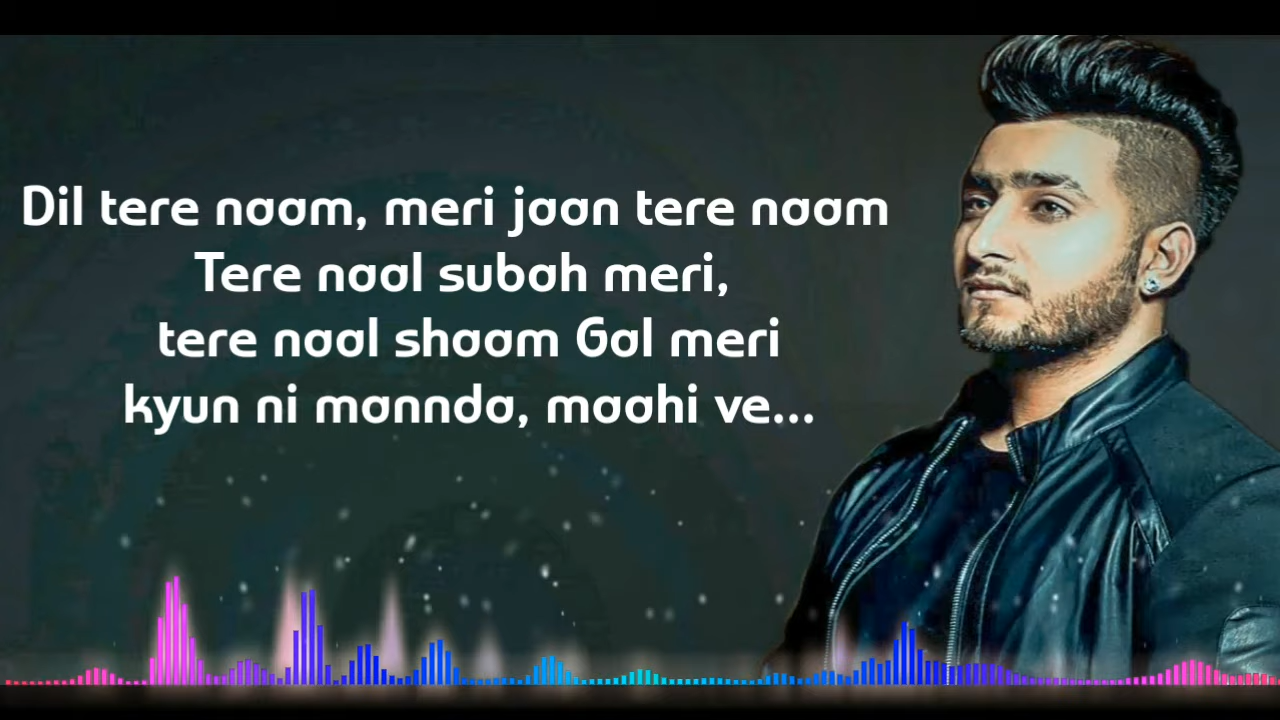 Dil tere naam, meri jaan tere naam
Tere naal subah meri,
tere naal shaam Gal meri
kyun ni mannda, maahi ve...